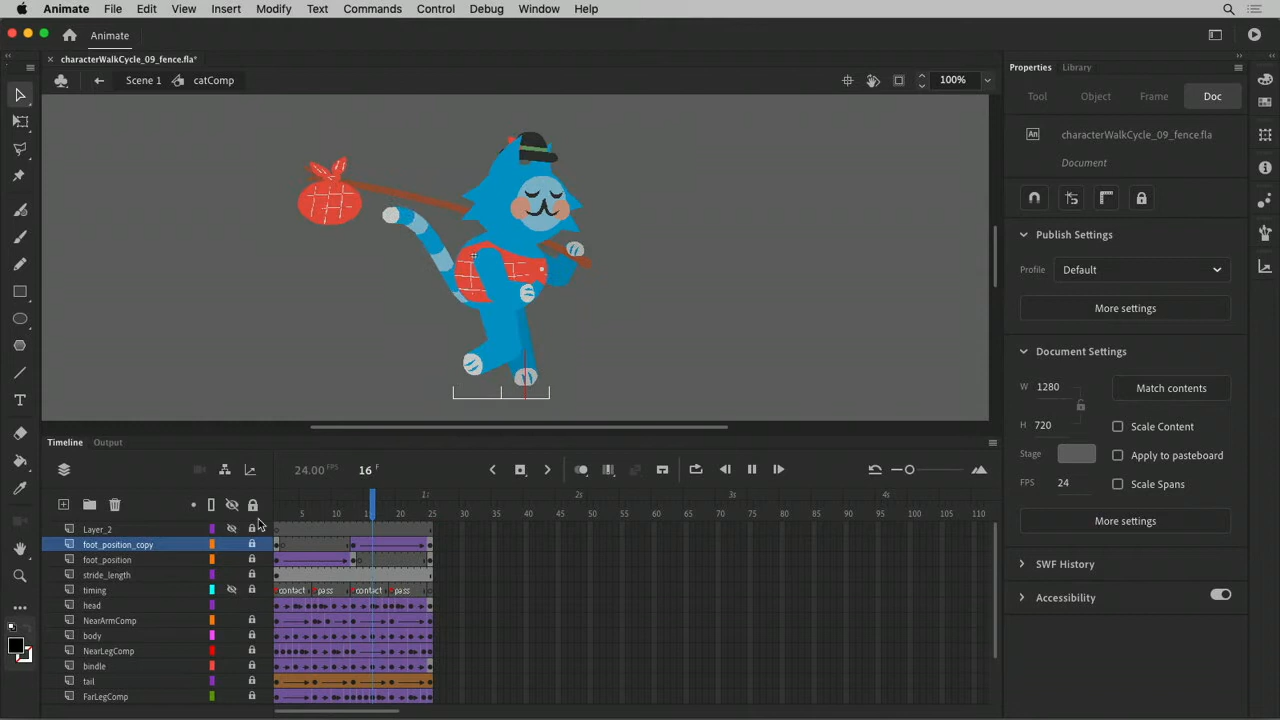 Animate File Edit View Insert Modify Text Commands Control Debug Window Help
Animate
characterWalkCycle_09_fence.fla*
Scene 1 catComp 100%
Properties Library
Tool Object Frame Doc
An characterWalkCycle_09_fence.fla
Document
Publish Settings
Profile Default
More settings
Document Settings
W 1280 Match contents
H 720 Scale Content
Stage Apply to pasteboard
FPS 24 Scale Spans
More settings
SWF History
Accessibility
Timeline Output
24.00 FPS 16 F
1s 2s 3s 4s
5 10 20 25 30 35 40 45 50 55 60 65 70 75 80 85 90 95 100 105 110
Layer_2
foot_position_copy
foot_position
stride_length
timing contact pass contact pass
head
NearArmComp
body
NearLegComp
bindle
tail
FarLegComp